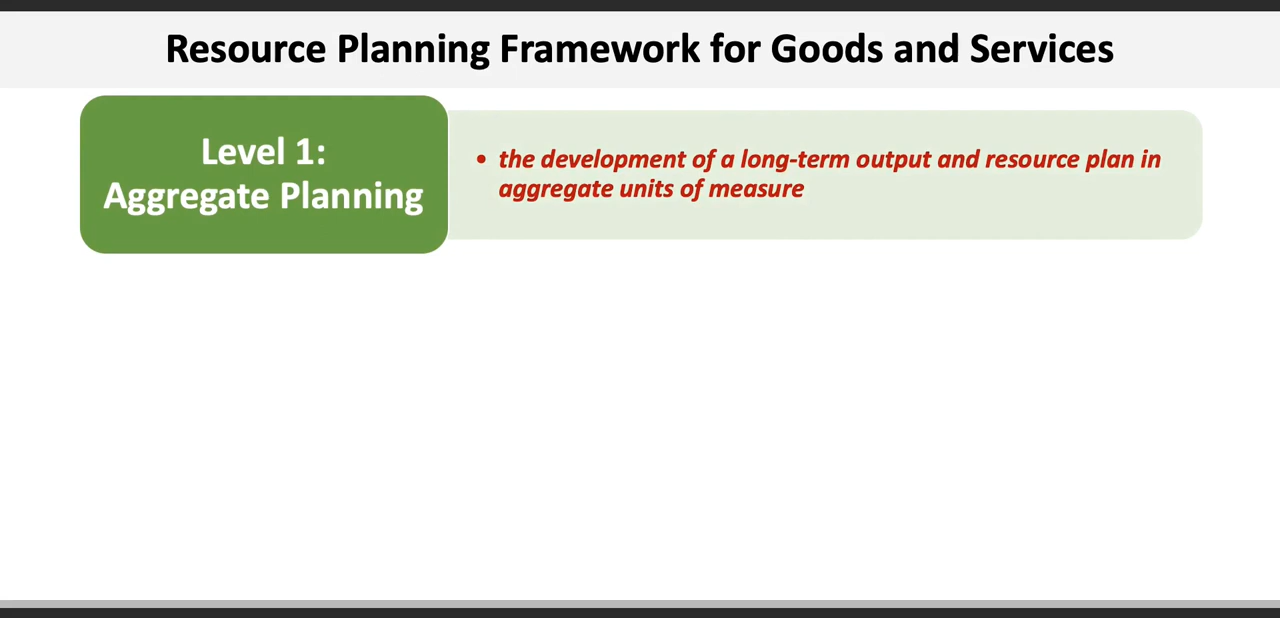 Resource Planning Framework for Goods and Services
Level 1:
Aggregate Planning
• the development of a long-term output and resource plan in
aggregate units of measure